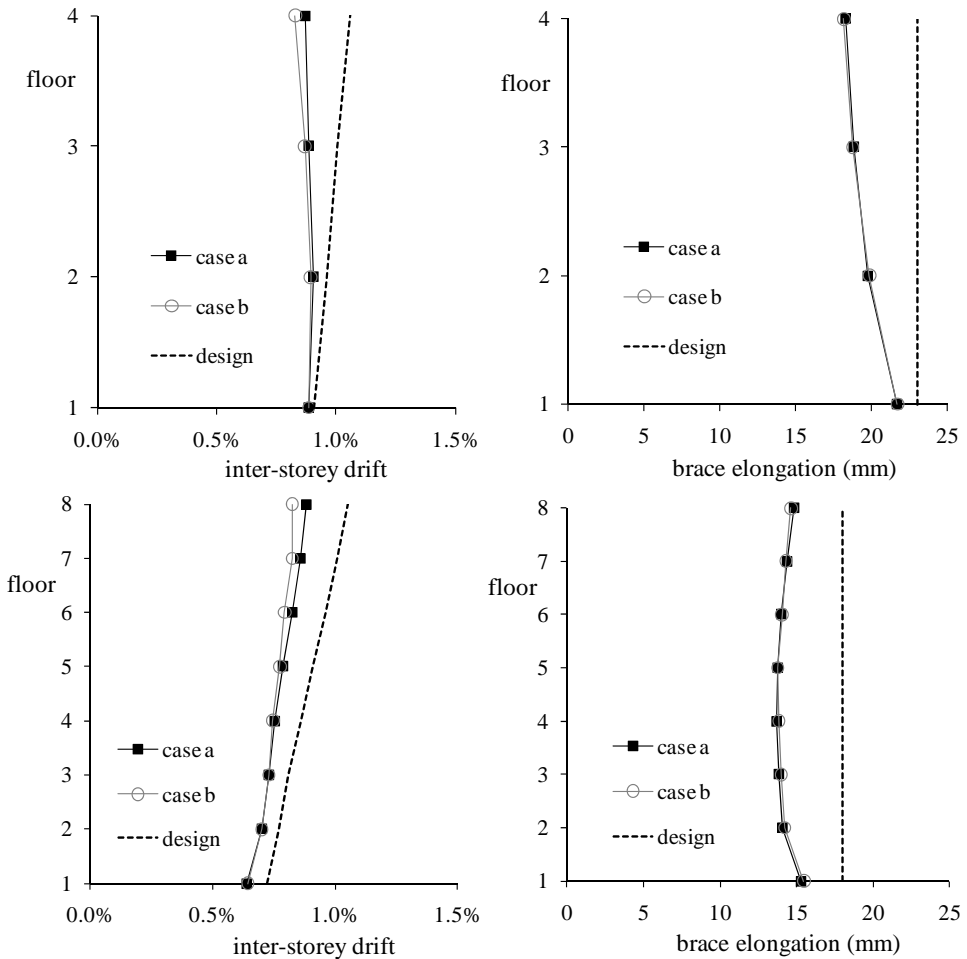 4
floor
3
case a
2
case b
design
1
0.0% 0.5% 1.0% 1.5%
inter-storey drift
4
floor
3
case a
2
case b
design
1
0 5 10 15 20 25
brace elongation (mm)
8
7
floor
6
5
4
case a
3
case b
2
design
1
0.0% 0.5% 1.0% 1.5%
inter-storey drift
8
7
floor
6
5
4
case a
3
case b
2
design
1
0 5 10 15 20 25
brace elongation (mm)